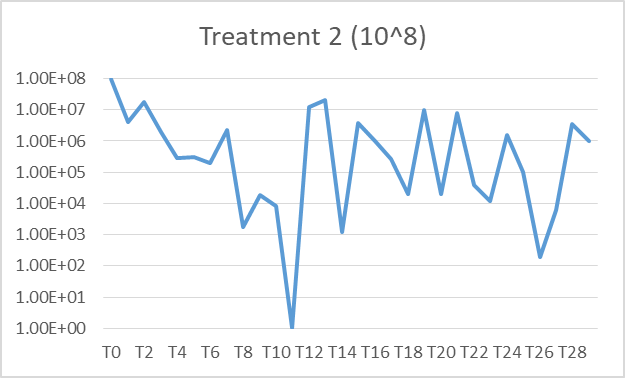 Treatment 2 (10^8)
1.00E+08
1.00E+07
1.00E+06
1.00E+05
1.00E+04
1.00E+03
1.00E+02
1.00E+01
1.00E+00
T0 T2 T4 T6 T8 T10 T12 T14 T16 T18 T20 T22 T24 T26 T28